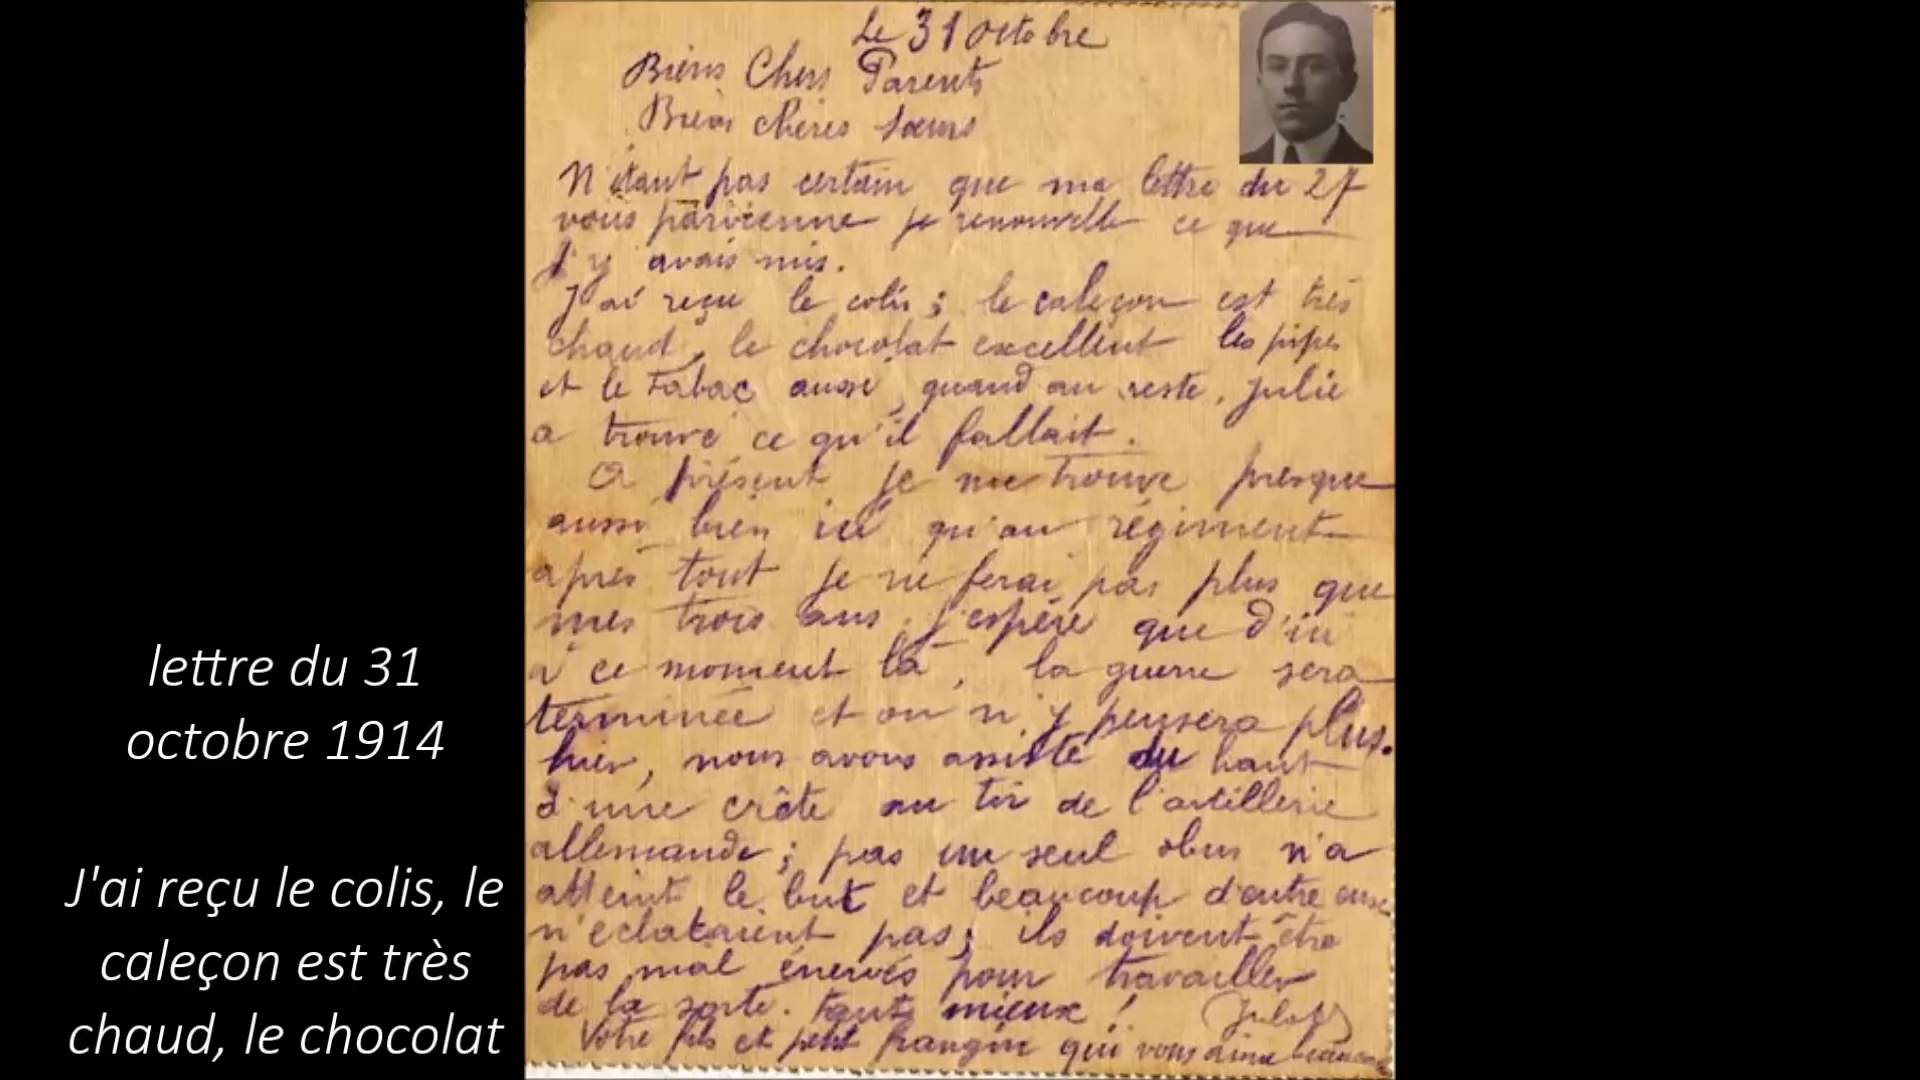 lettre du 31
octobre 1914
J'ai reçu le colis, le
caleçon est très
chaud, le chocolat
Le 31 Octobre
Biens Chers Parents
Biens chères Sœurs
N'étant pas certain que ma lettre du 27
vous parvienne je renouvelle ce que
j'y avais mis.
J'ai reçu le colis ; le caleçon est très
chaud, le chocolat excellent les pipes
et le tabac aussi, quand au reste, Julie
a trouvé ce qu'il fallait.
A présent je me trouve presque
aussi bien ici qu'au régiment
après tout je ne ferai pas plus que
mes trois ans. j'espère que d'ici
à ce moment là, la guerre sera
terminée et on n'y pensera plus.
hier, nous avons assisté du haut
d'une crête au tir de l'artillerie
allemande ; pas un seul obus n'a
atteint le but et beaucoup d'entre eux
n'éclataient pas ; ils doivent être
pas mal énervés pour travailler
de la sorte. tant mieux !
Votre fils et petit frangin qui vous aime beaucoup